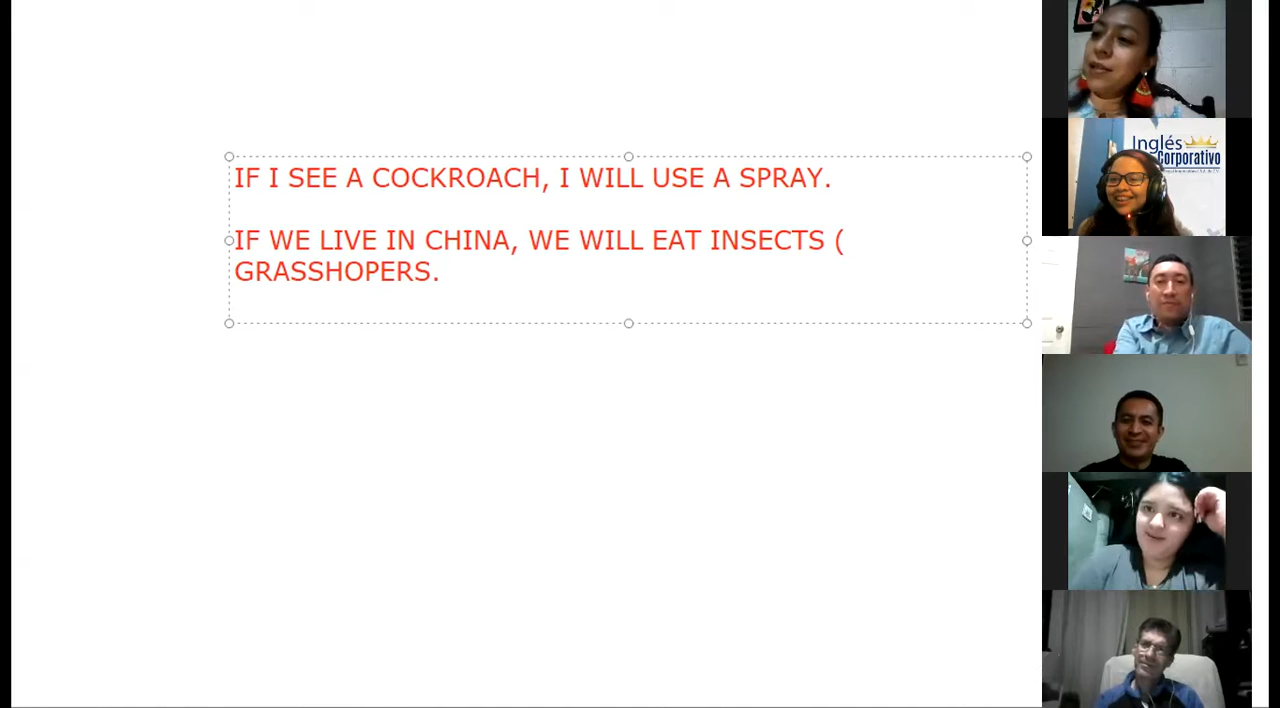 IF I SEE A COCKROACH, I WILL USE A SPRAY.
IF WE LIVE IN CHINA, WE WILL EAT INSECTS (
GRASSHOPERS.
Inglés
Corporativo